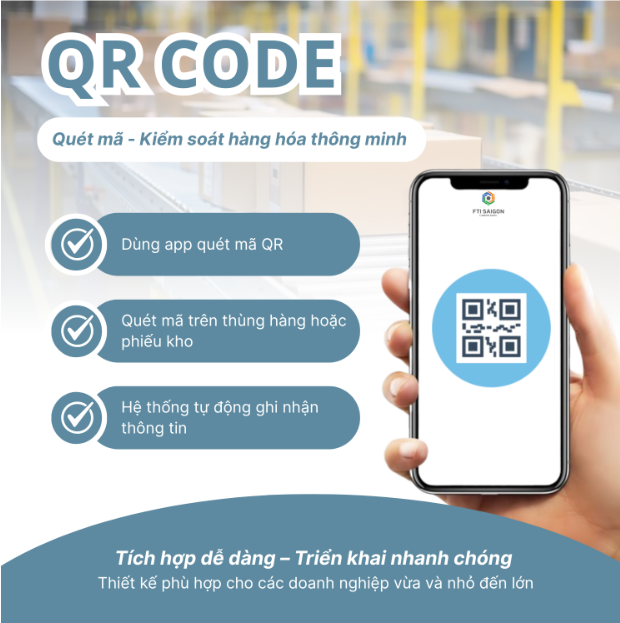 QR CODE
Quét mã - Kiểm soát hàng hóa thông minh
FTI SAIGON
Dùng app quét mã QR
Quét mã trên thùng hàng hoặc
phiếu kho
Hệ thống tự động ghi nhận
thông tin
Tích hợp dễ dàng – Triển khai nhanh chóng
Thiết kế phù hợp cho các doanh nghiệp vừa và nhỏ đến lớn